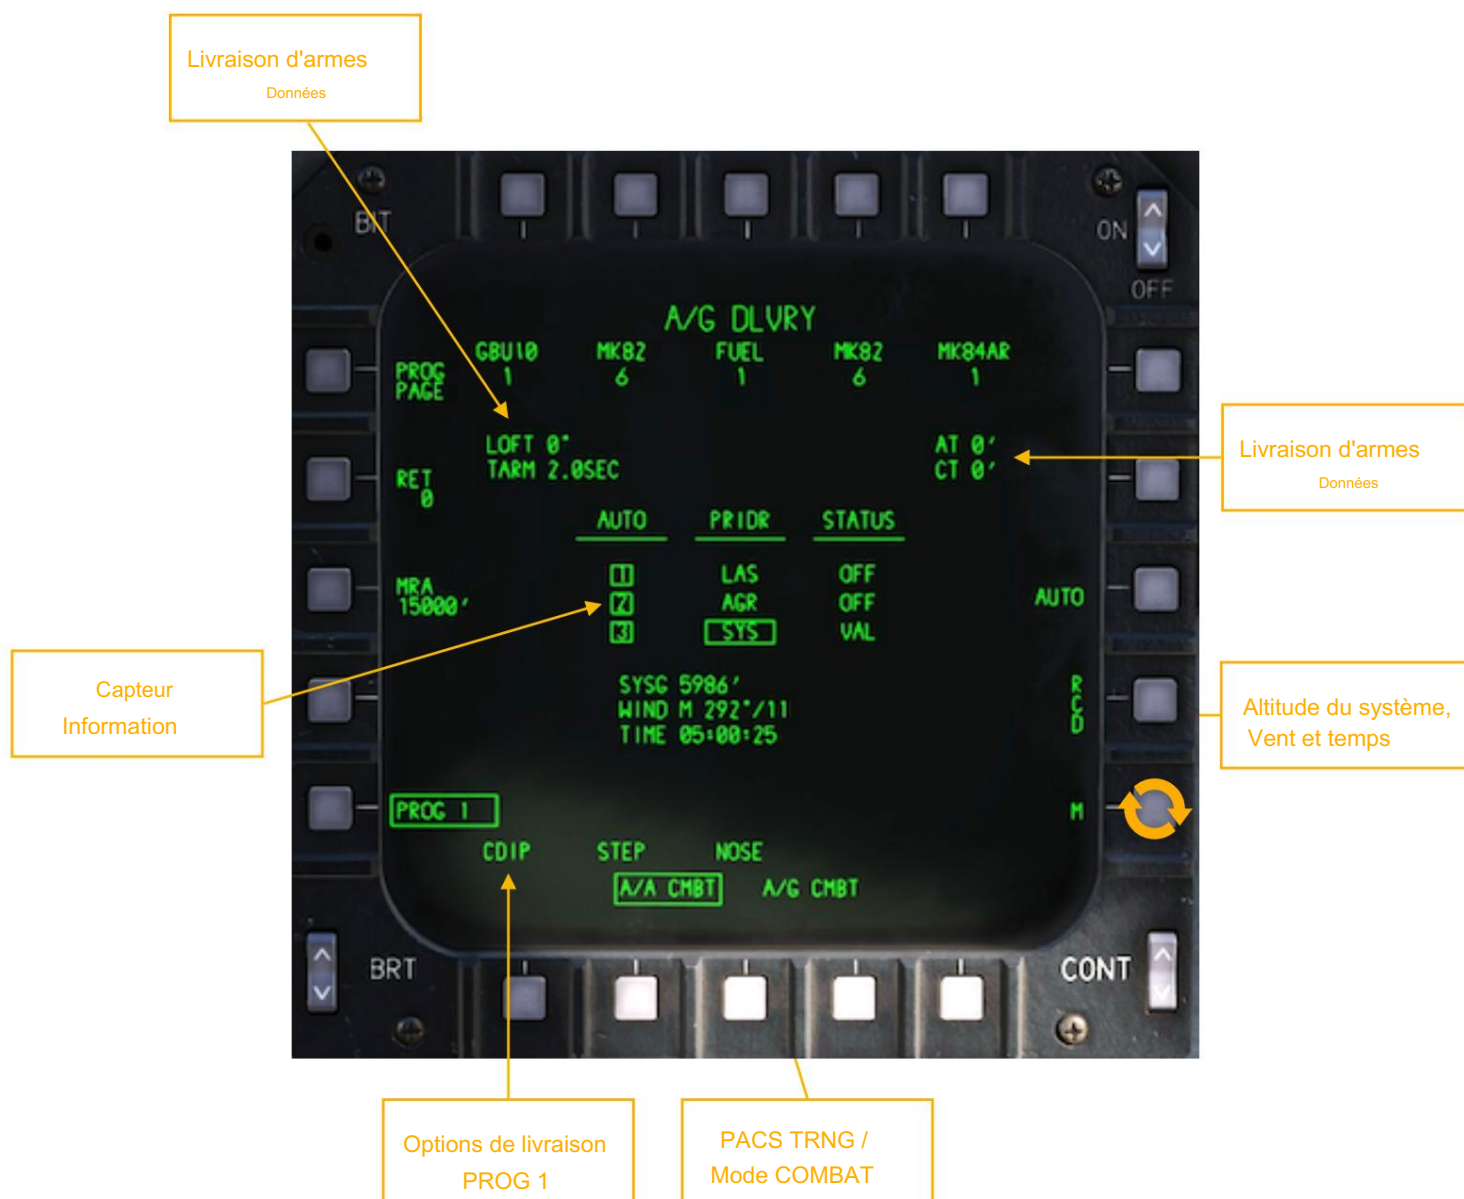 Livraison d'armes
Données
BIT
ON
OFF
A/G DLVRY
GBU10 MK82 FUEL MK82 MK84AR
1 6 1 6 1
PROG
PAGE
LOFT 0°
TARM 2.0SEC
AT 0'
CT 0'
Livraison d'armes
Données
RET
0
AUTO PRIDR STATUS
1 LAS OFF
2 AGR OFF
3 SYS VAL
MRA
15000'
AUTO
SYSG 5986'
WIND M 292°/11
TIME 05:00:25
R
C
D
Capteur
Information
Altitude du système,
Vent et temps
PROG 1
M
CDIP STEP NOSE
A/A CMBT A/G CMBT
BRT
CONT
Options de livraison
PROG 1
PACS TRNG /
Mode COMBAT